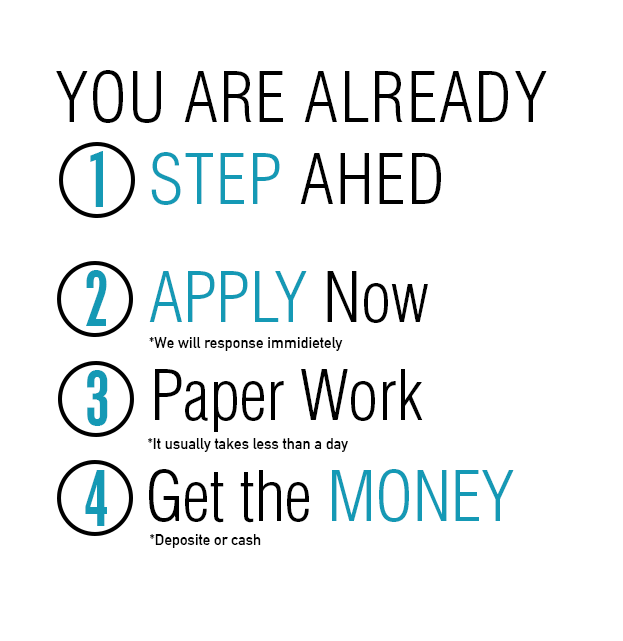 YOU ARE ALREADY
1 STEP AHED
2 APPLY Now
*We will response immidietely
3 Paper Work
*It usually takes less than a day
4 Get the MONEY
*Deposite or cash